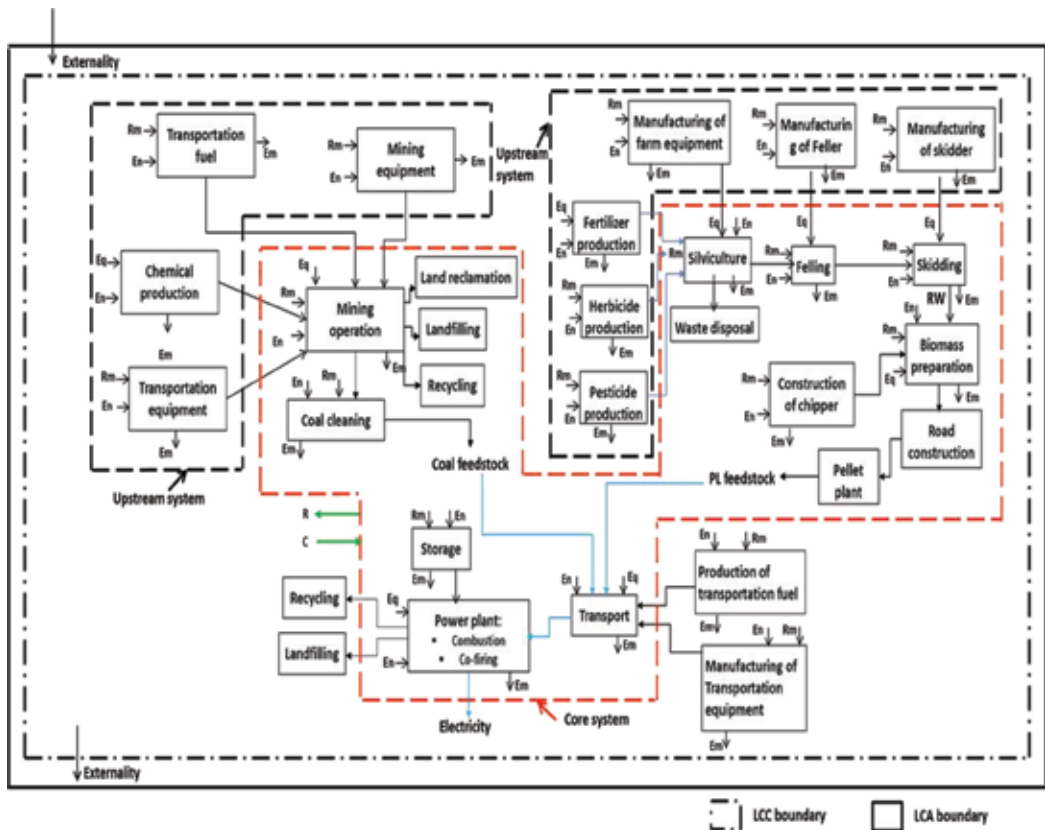 Externality
Rm
Transportation
fuel
En
Em
Rm
Mining
equipment
En
Em
Upstream
system
Rm
Manufacturing of
farm equipment
En
Em
Rm
Manufacturin
g of Feller
En
Em
Rm
Manufacturing
of skidder
En
Em
Eq
Chemical
production
En
Em
Rm
Transportation
equipment
En
Em
Upstream system
Eq
Fertilizer
production
En
Em
Rm
Herbicide
production
En
Em
Rm
Pesticide
production
En
Em
Eq
Rm
Mining
operation
En
Em
Land reclamation
Landfilling
Recycling
En
Rm
Coal cleaning
Em
Coal feedstock
Eq
En
Rm
Silviculture
Em
Waste disposal
Eq
Rm
Felling
En
Em
Eq
Rm
Skidding
En
RW
Em
En
Rm
Biomass
preparation
Eq
Em
Rm
Construction
of chipper
En
Em
Road
construction
Pellet
plant
PL feedstock
R
C
Rm
En
Storage
Em
Recycling
Landfilling
Eq
Power plant:
• Combustion
• Co-firing
En
Em
Electricity
En
Eq
Transport
Em
En
Rm
Production of
transportation fuel
Em
En
Rm
Manufacturing of
Transportation
equipment
Em
Core system
Externality
LCC boundary
LCA boundary